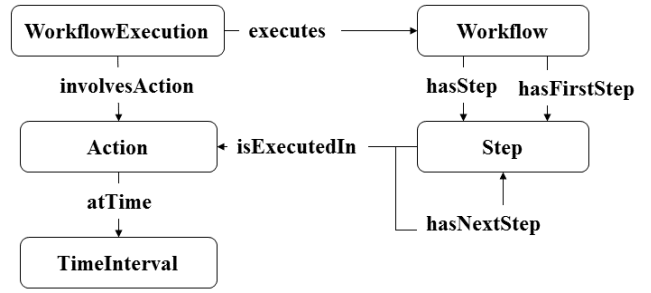 WorkflowExecution executes Workflow
involvesAction hasStep hasFirstStep
Action isExecutedIn Step
atTime hasNextStep
TimeInterval